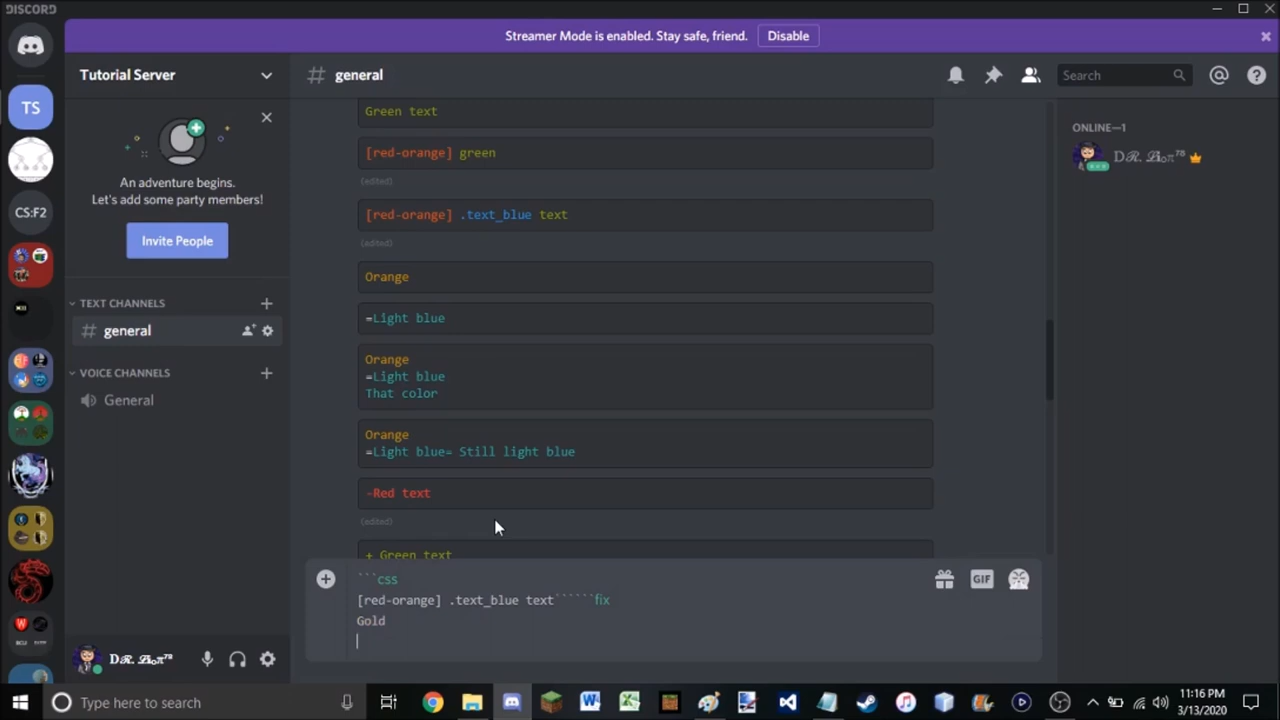 DISCORD
Streamer Mode is enabled. Stay safe, friend. Disable
Tutorial Server
# general
Search
TS
CS:F2
An adventure begins.
Let's add some party members!
Invite People
TEXT CHANNELS
# general
VOICE CHANNELS
General
Green text
[red-orange] green
(edited)
[red-orange] .text_blue text
(edited)
Orange
=Light blue
Orange
=Light blue
That color
Orange
=Light blue= Still light blue
-Red text
(edited)
+ Green text
```css
[red-orange] .text_blue text``````fix
Gold
GIF
ONLINE—1
Type here to search
11:16 PM
3/13/2020